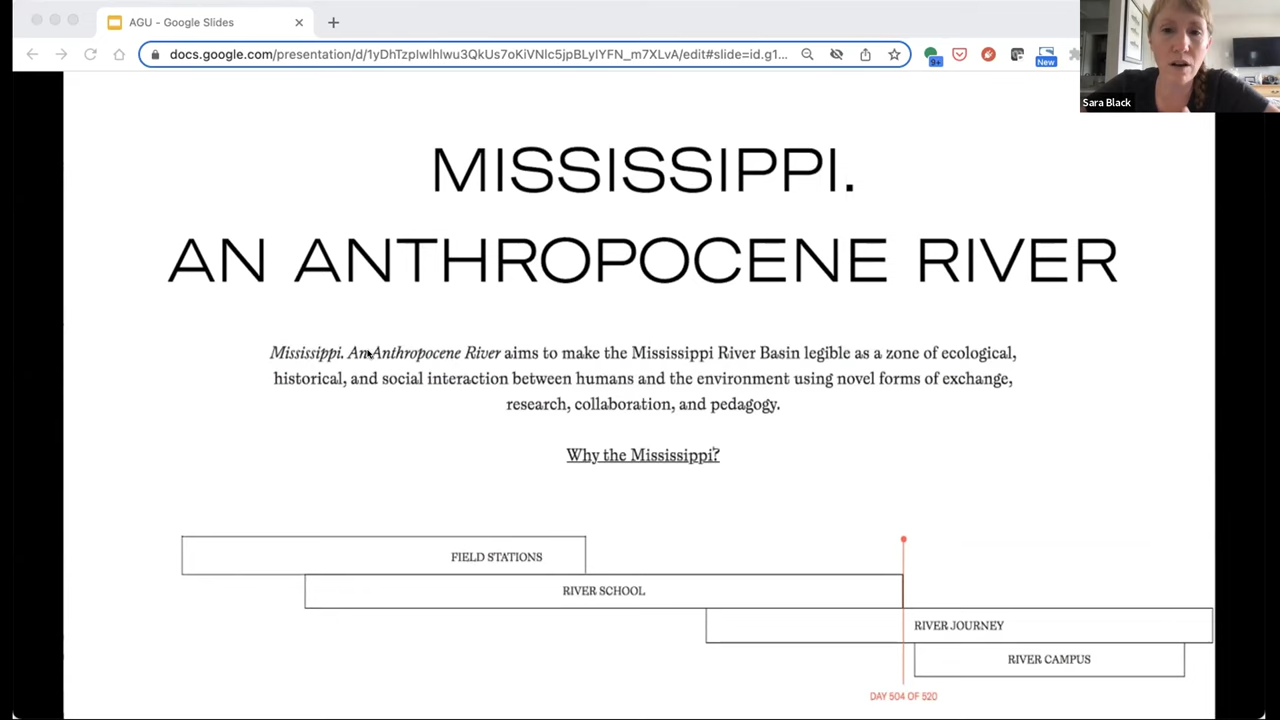 AGU - Google Slides
docs.google.com/presentation/d/1yDhTzplwlhlwu3QkUs7oKiVNlc5jpBLylYFN_m7XLvA/edit#slide=id.g1...
9+
New
Sara Black
MISSISSIPPI.
AN ANTHROPOCENE RIVER
Mississippi. An Anthropocene River aims to make the Mississippi River Basin legible as a zone of ecological,
historical, and social interaction between humans and the environment using novel forms of exchange,
research, collaboration, and pedagogy.
Why the Mississippi?
FIELD STATIONS
RIVER SCHOOL
RIVER JOURNEY
RIVER CAMPUS
DAY 504 OF 520